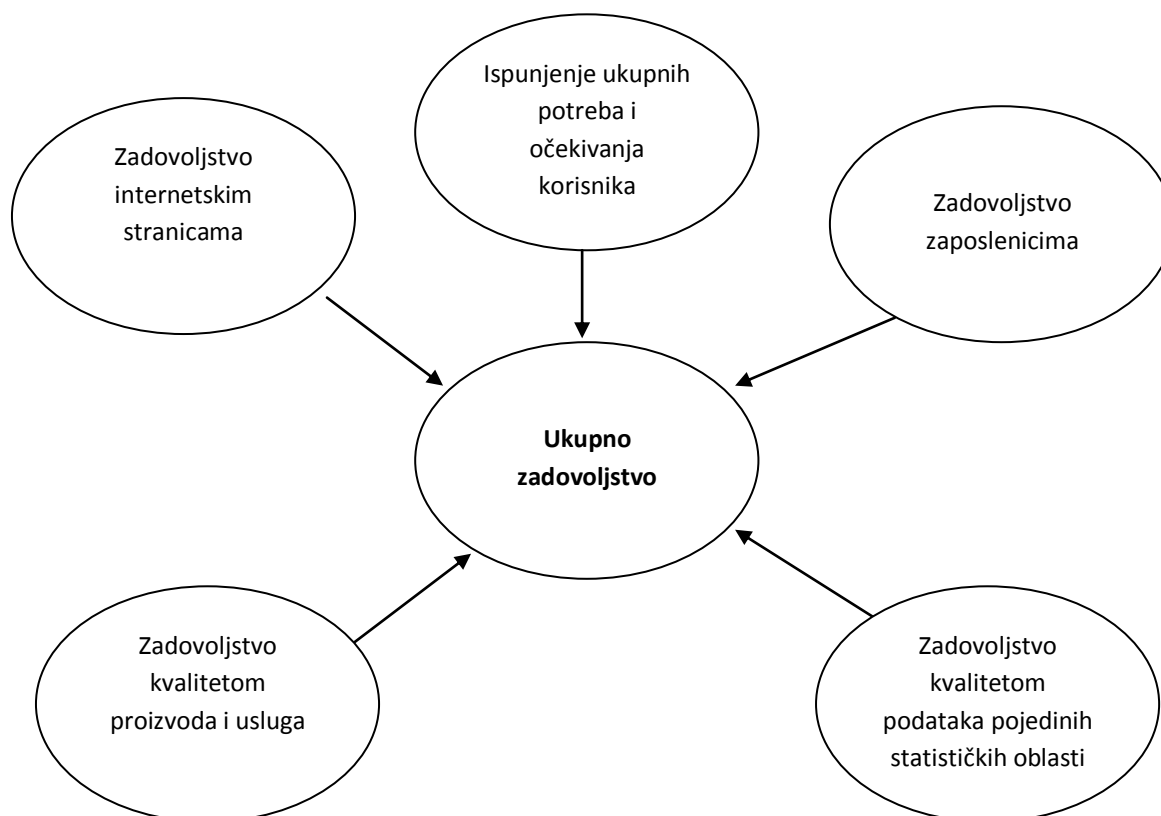 Ispunjenje ukupnih
potreba i
očekivanja
korisnika
Zadovoljstvo
internetskim
stranicama
Zadovoljstvo
zaposlenicima
Ukupno
zadovoljstvo
Zadovoljstvo
kvalitetom
proizvoda i usluga
Zadovoljstvo
kvalitetom
podataka pojedinih
statističkih oblasti